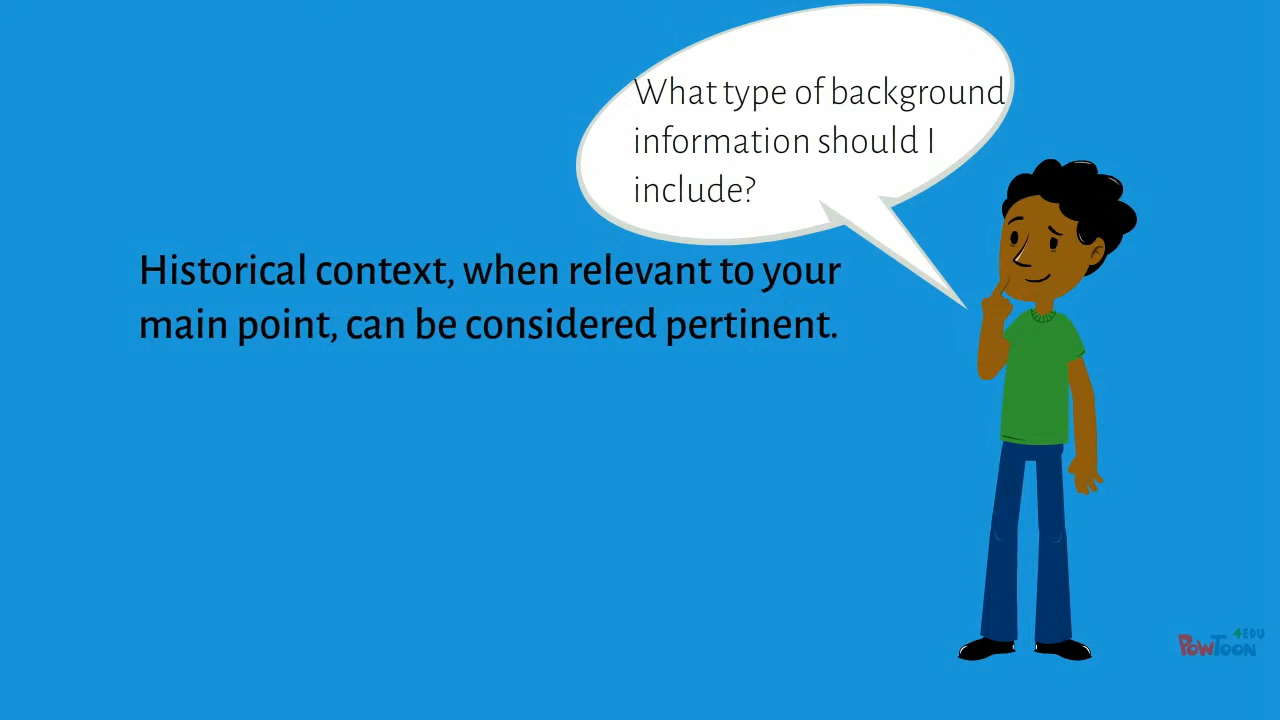 What type of background
information should I
include?
Historical context, when relevant to your
main point, can be considered pertinent.
4EDU
POWTOON